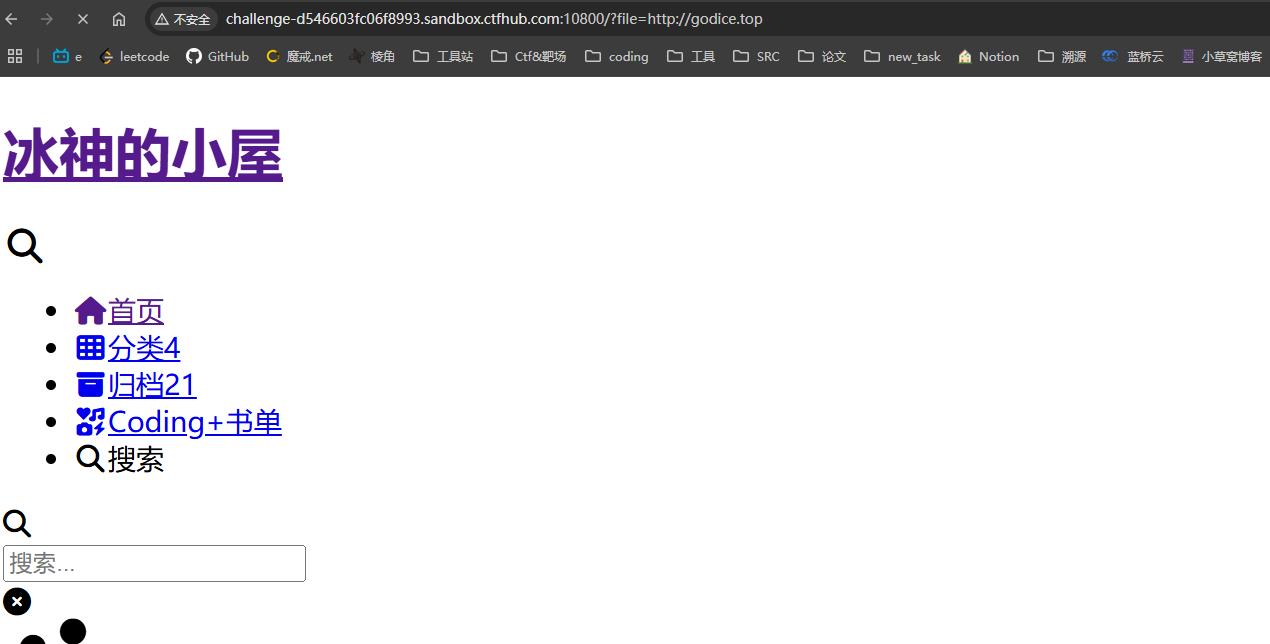 不安全 challenge-d546603fc06f8993.sandbox.ctfhub.com:10800/?file=http://godice.top
e leetcode GitHub 魔戒.net 棱角 工具站 Ctf&靶场 coding 工具 SRC 论文 new_task Notion 溯源 蓝桥云 小草窝博客
冰神的小屋
首页
分类4
归档21
Coding+书单
搜索
搜索...